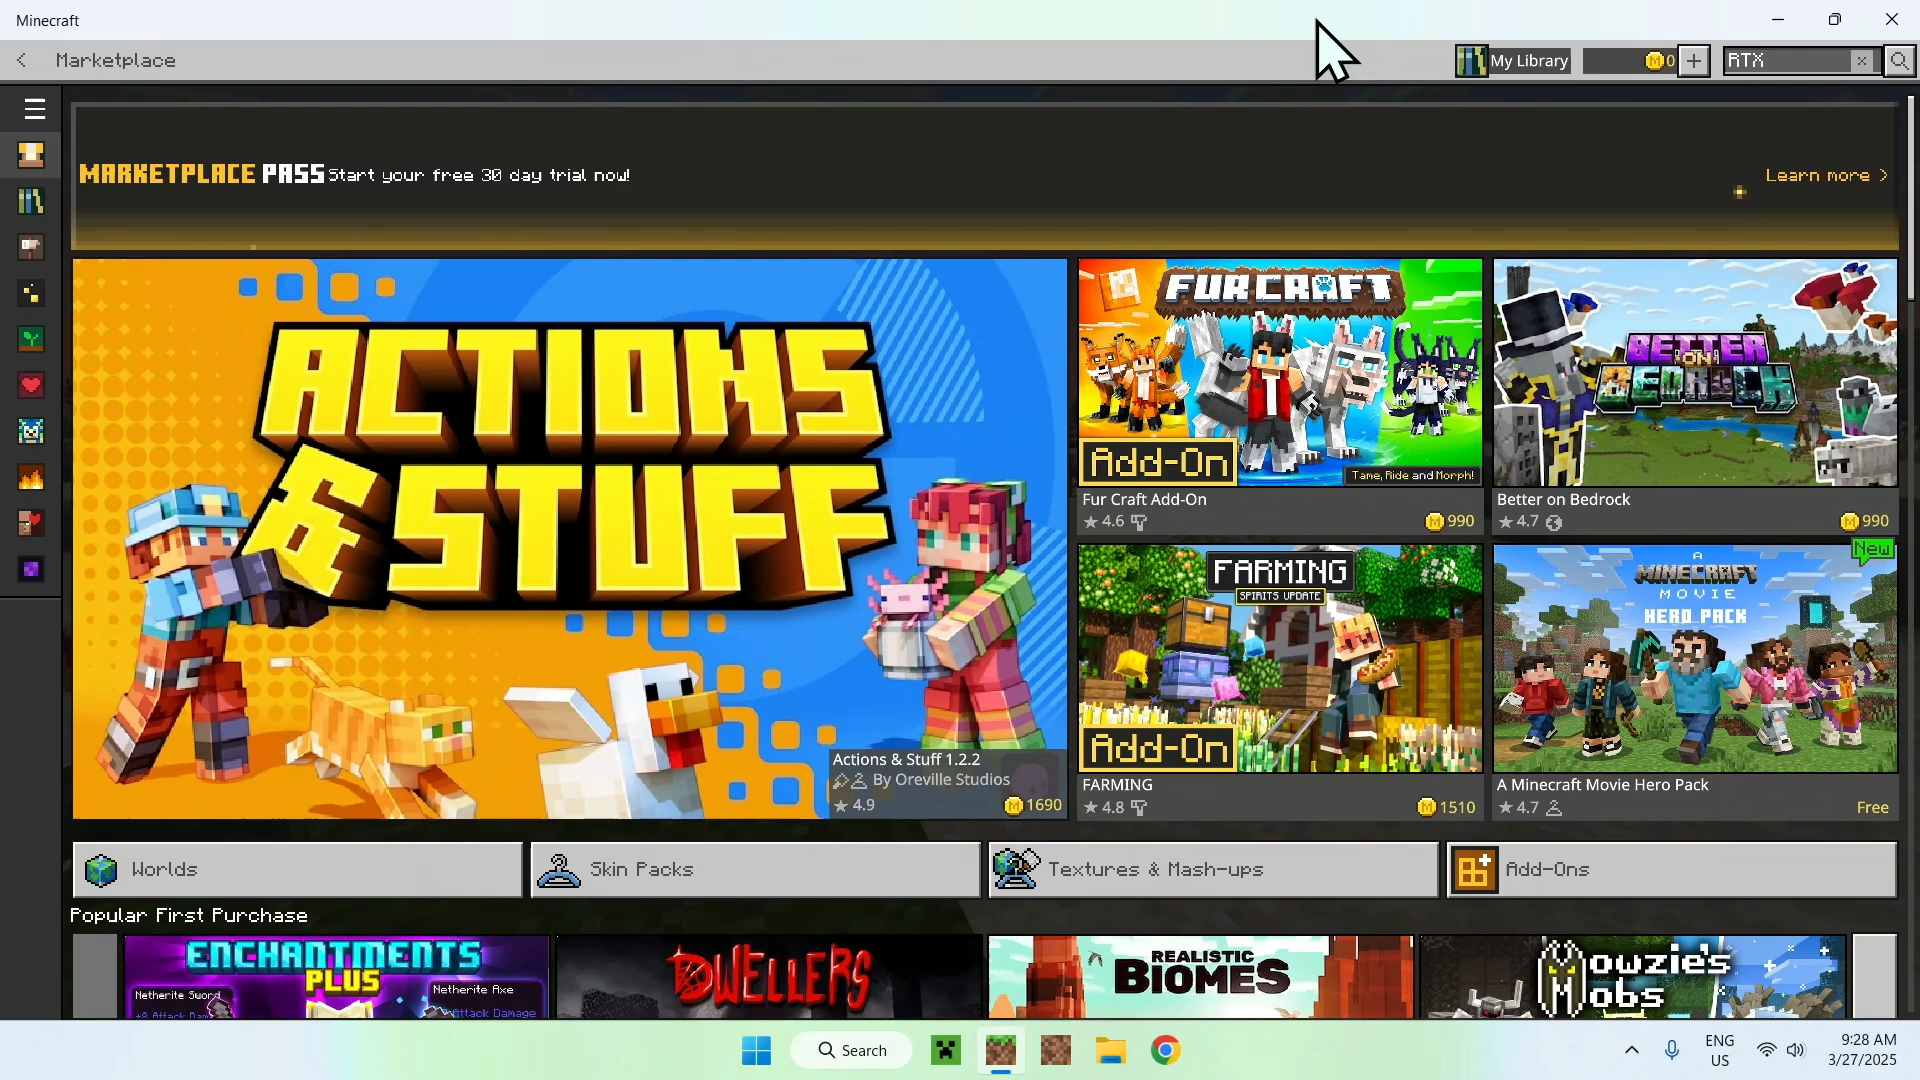 Minecraft
Marketplace
My Library
0
RTX
MARKETPLACE PASS Start your free 30 day trial now!
Learn more >
ACTIONS
& STUFF
Actions & Stuff 1.2.2
By Oreville Studios
4.9
1690
FUR CRAFT
Add-On
Tame, Ride and Morph!
Fur Craft Add-On
4.6
990
BETTER
ON
BEDROCK
Better on Bedrock
4.7
990
FARMING
SPIRITS UPDATE
Add-On
FARMING
4.8
1510
New
A
MINECRAFT
MOVIE
HERO PACK
A Minecraft Movie Hero Pack
4.7
Free
Worlds
Skin Packs
Textures & Mash-ups
Add-Ons
Popular First Purchase
ENCHANTMENTS
PLUS
Netherite Sword
+8 Attack Dam
Netherite Axe
Attack Damage
DWELLERS
REALISTIC
BIOMES
Mowzie's
Mobs
Search
ENG
US
9:28 AM
3/27/2025